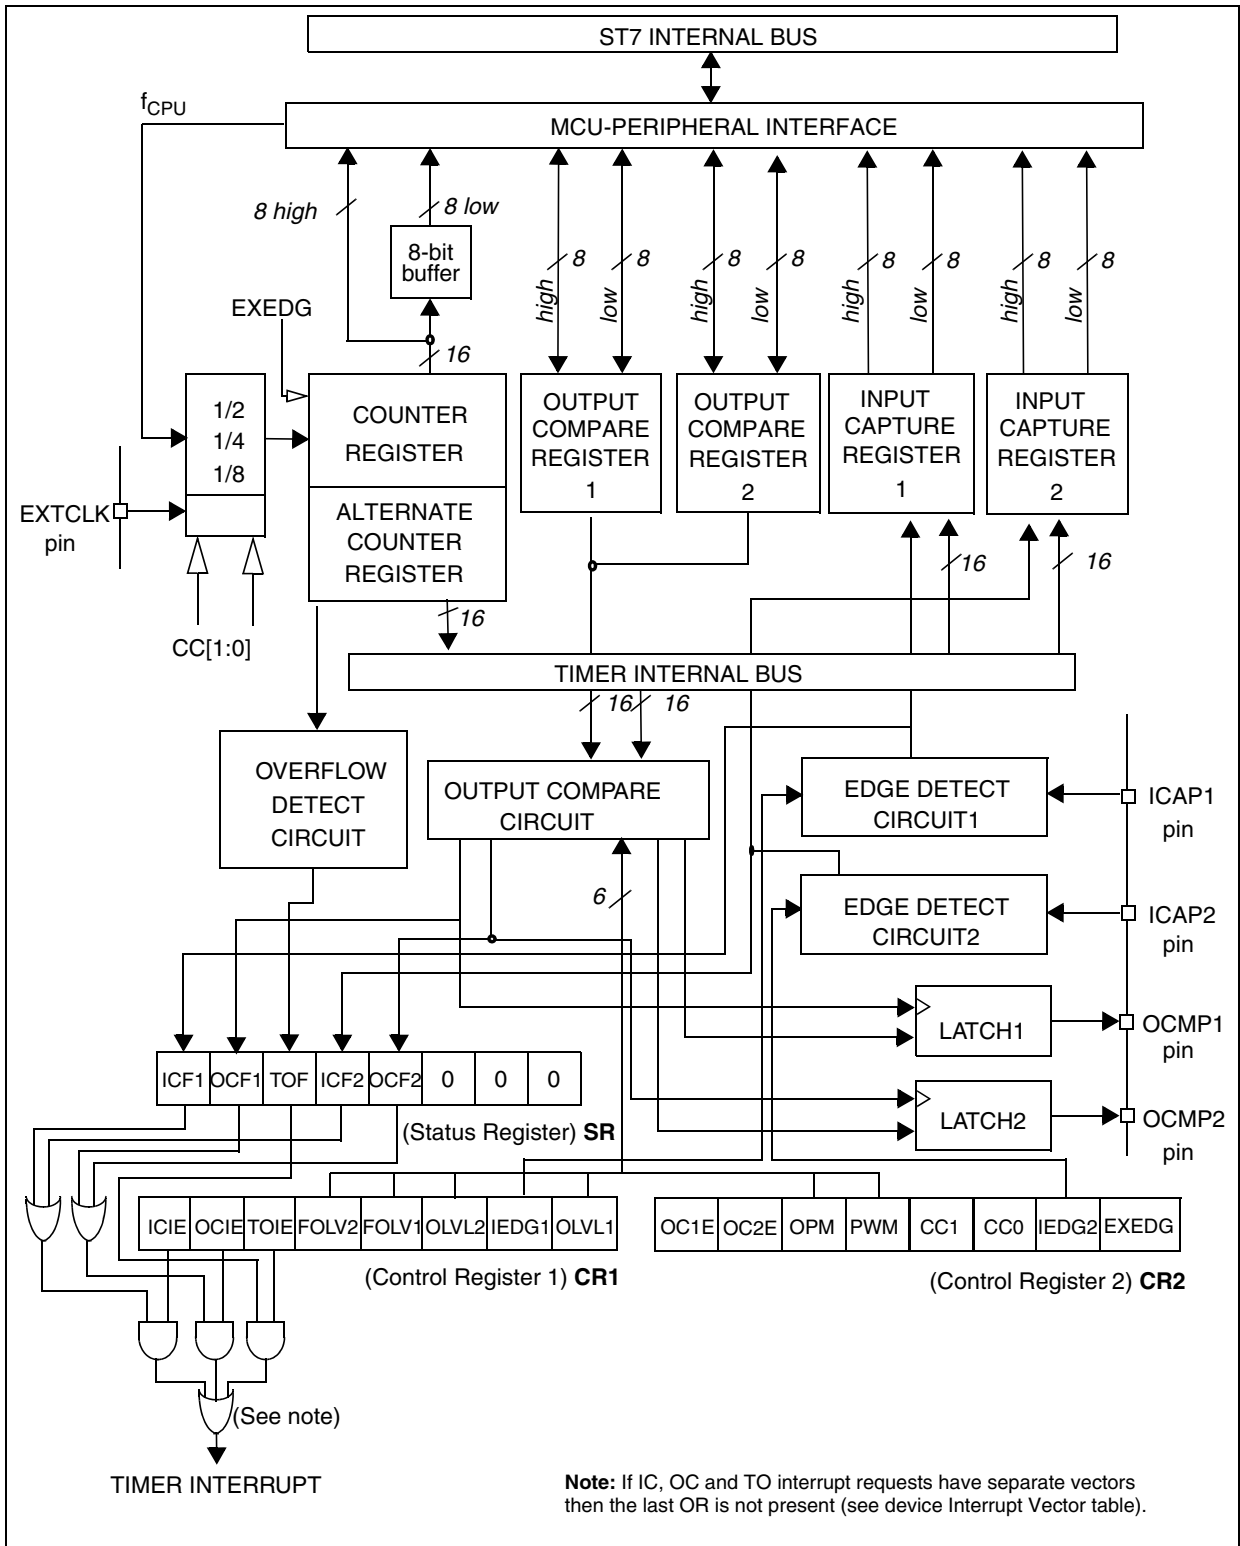 ST7 INTERNAL BUS
fCPU
MCU-PERIPHERAL INTERFACE
8 high
8 low
8-bit
buffer
high
8
low
8
high
8
low
8
high
8
low
8
high
8
low
8
EXEDG
16
1/2
1/4
1/8
COUNTER
REGISTER
OUTPUT
COMPARE
REGISTER
1
OUTPUT
COMPARE
REGISTER
2
INPUT
CAPTURE
REGISTER
1
INPUT
CAPTURE
REGISTER
2
EXTCLK
pin
ALTERNATE
COUNTER
REGISTER
16
16
16
CC[1:0]
TIMER INTERNAL BUS
16
16
OVERFLOW
DETECT
CIRCUIT
OUTPUT COMPARE
CIRCUIT
EDGE DETECT
CIRCUIT1
ICAP1
pin
6
EDGE DETECT
CIRCUIT2
ICAP2
pin
LATCH1
OCMP1
pin
ICF1 OCF1 TOF ICF2 OCF2 0 0 0
(Status Register) SR
LATCH2
OCMP2
pin
ICIE OCIE TOIE FOLV2 FOLV1 OLVL2 IEDG1 OLVL1
OC1E OC2E OPM PWM CC1 CC0 IEDG2 EXEDG
(Control Register 1) CR1
(Control Register 2) CR2
(See note)
TIMER INTERRUPT
Note: If IC, OC and TO interrupt requests have separate vectors
then the last OR is not present (see device Interrupt Vector table).